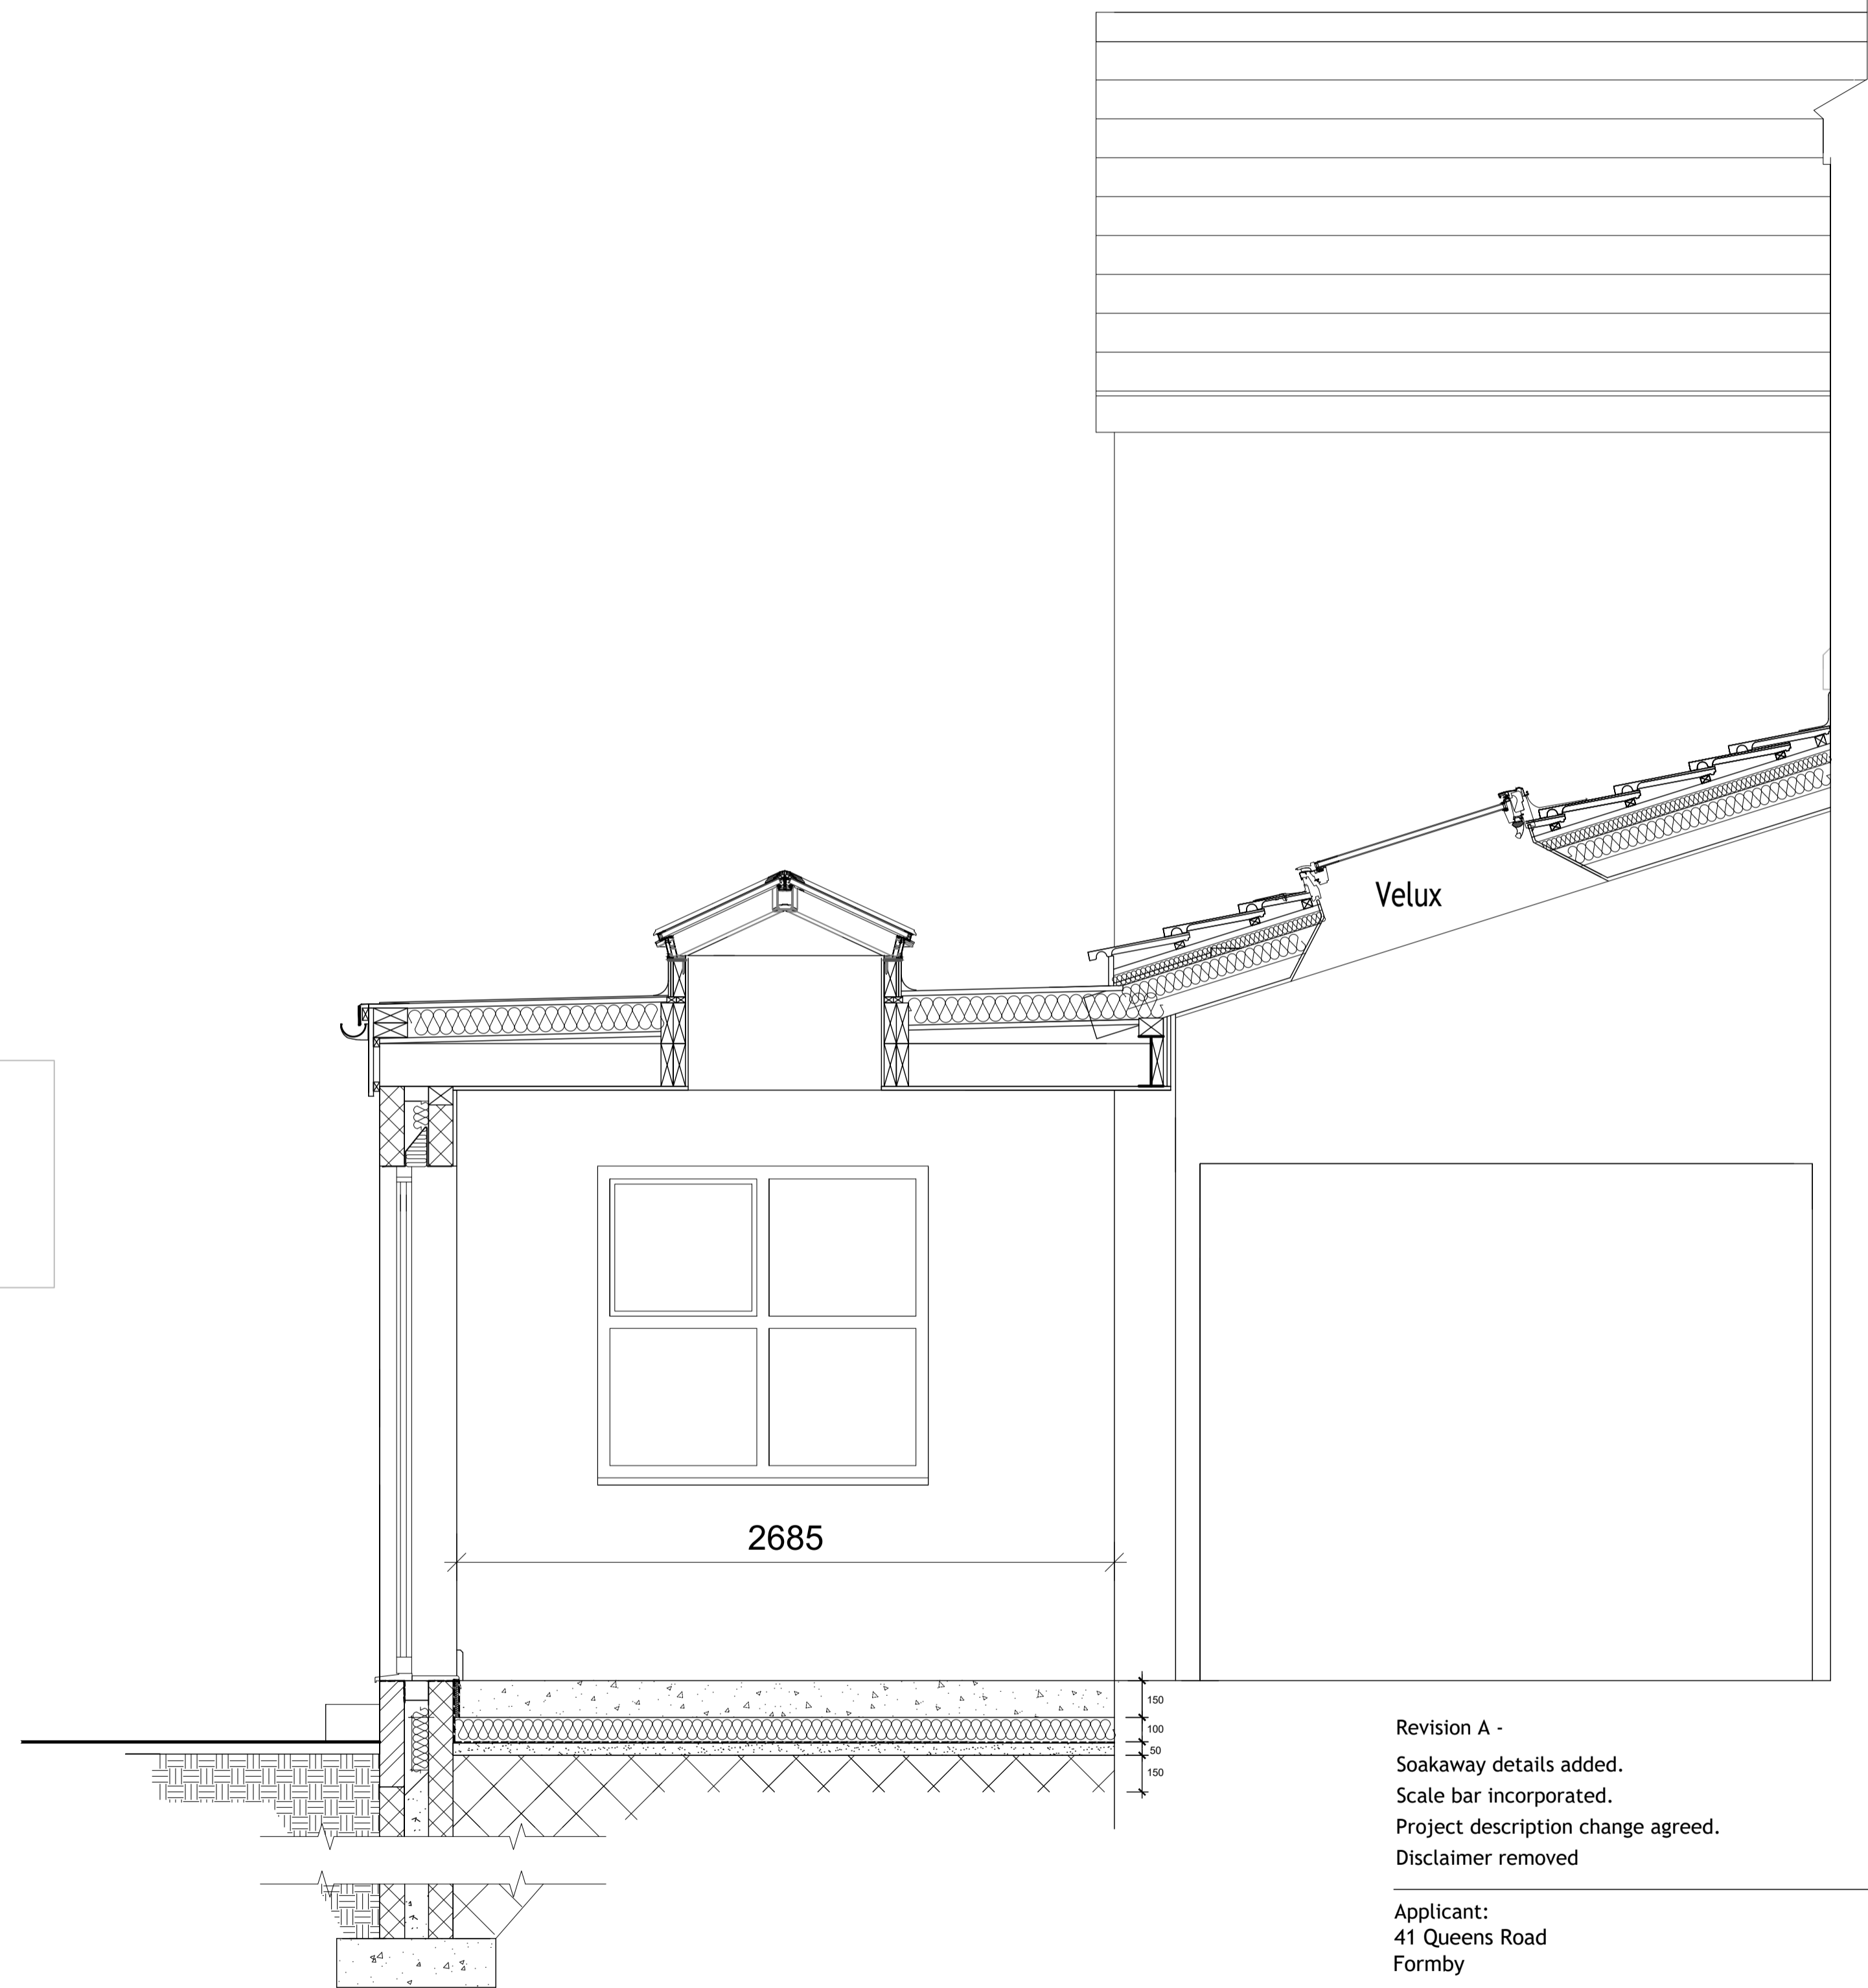 Velux
2685
150
100
50
150
Revision A -
Soakaway details added.
Scale bar incorporated.
Project description change agreed.
Disclaimer removed
Applicant:
41 Queens Road
Formby